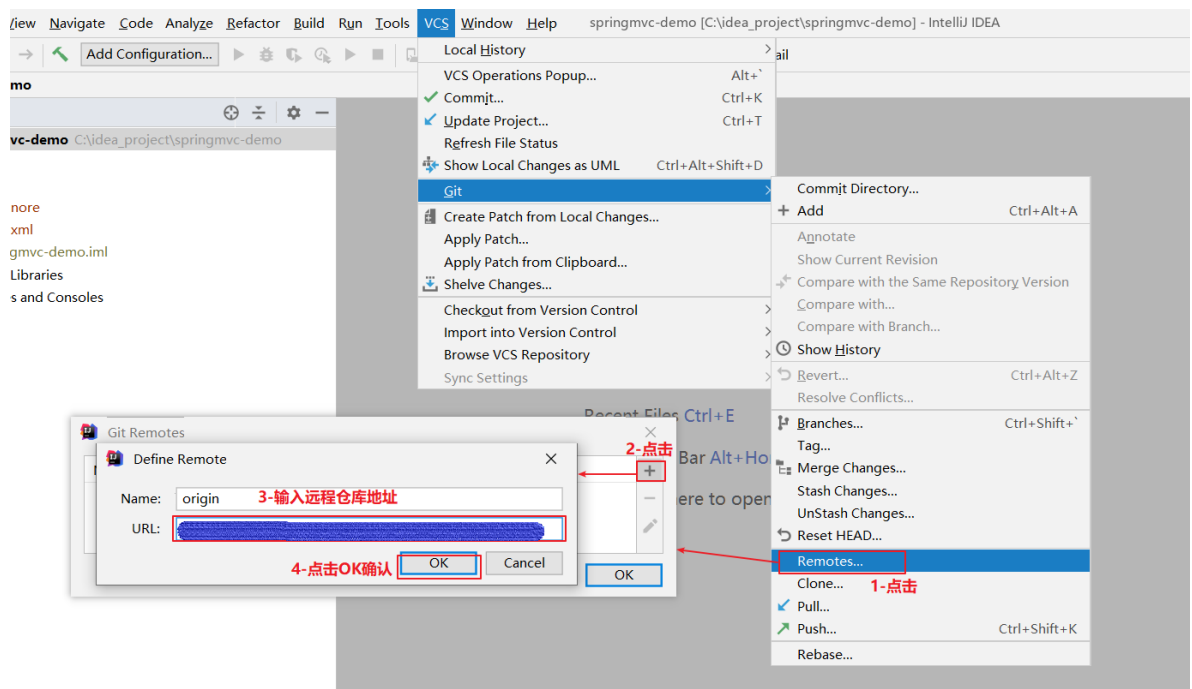 View Navigate Code Analyze Refactor Build Run Tools VCS Window Help springmvc-demo [C:\idea_project\springmvc-demo] - IntelliJ IDEA
Add Configuration...
mo
vc-demo C:\idea_project\springmvc-demo
nore
xml
gmvc-demo.iml
Libraries
s and Consoles
Local History
VCS Operations Popup... Alt+`
Commit... Ctrl+K
Update Project... Ctrl+T
Refresh File Status
Show Local Changes as UML Ctrl+Alt+Shift+D
Git
Create Patch from Local Changes...
Apply Patch...
Apply Patch from Clipboard...
Shelve Changes...
Checkout from Version Control
Import into Version Control
Browse VCS Repository
Sync Settings
ail
Commit Directory...
Add Ctrl+Alt+A
Annotate
Show Current Revision
Compare with the Same Repository Version
Compare with...
Compare with Branch...
Show History
Revert... Ctrl+Alt+Z
Resolve Conflicts...
Branches... Ctrl+Shift+`
Tag...
Merge Changes...
Stash Changes...
UnStash Changes...
Reset HEAD...
Remotes...
1-点击
Clone...
Pull...
Push... Ctrl+Shift+K
Rebase...
Recent Files Ctrl+E
Bar Alt+Ho
ere to open
Git Remotes
2-点击
Define Remote
Name: origin 3-输入远程仓库地址
URL:
4-点击OK确认 OK Cancel
OK